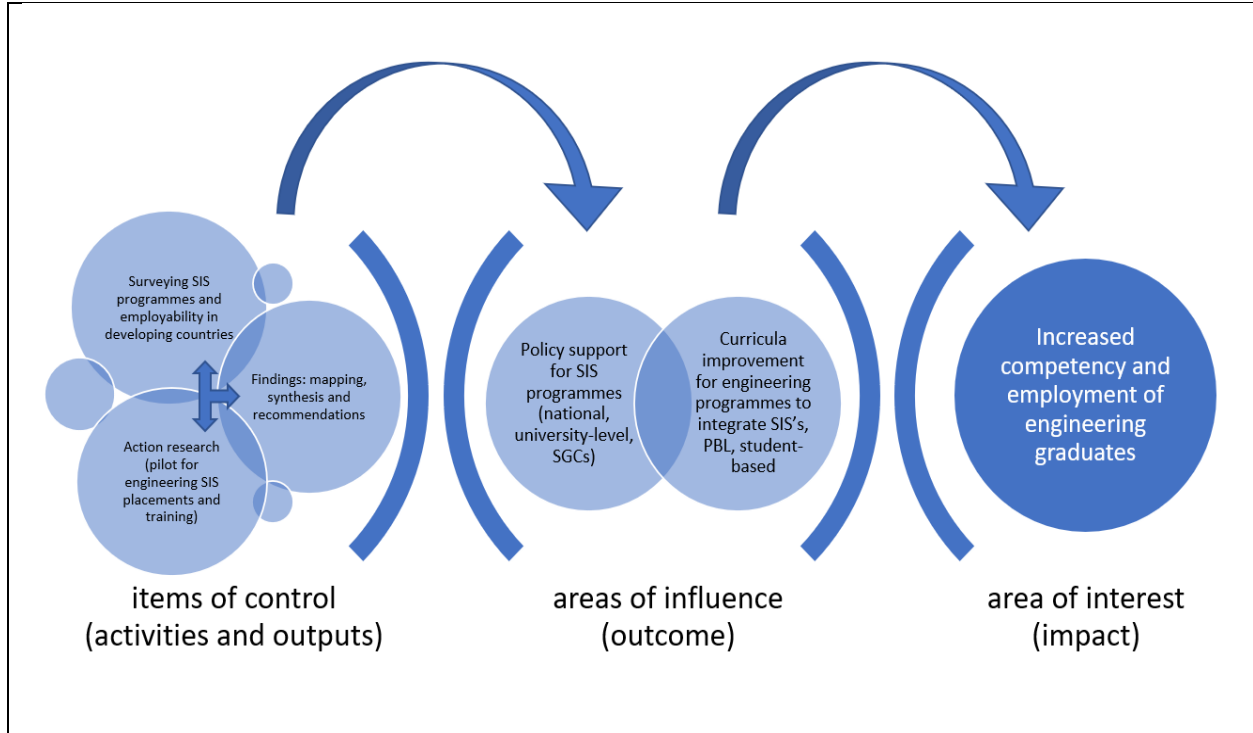 Surveying SIS
programmes and
employability in
developing countries
Findings: mapping,
synthesis and
recommendations
Action research
(pilot for
engineering SIS
placements and
training)
items of control
(activities and outputs)
Policy support
for SIS
programmes
(national,
university-level,
SGCs)
Curricula
improvement
for engineering
programmes to
integrate SIS’s,
PBL, student-
based
areas of influence
(outcome)
Increased
competency and
employment of
engineering
graduates
area of interest
(impact)